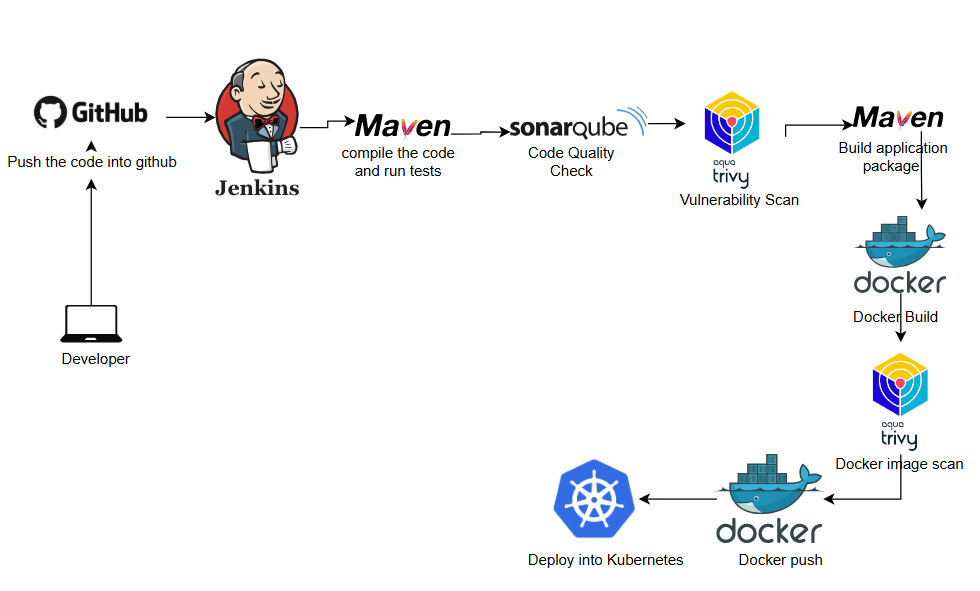 GitHub
Push the code into github
Developer
Jenkins
Maven
compile the code
and run tests
sonarqube
Code Quality
Check
aqua
trivy
Vulnerability Scan
Maven
Build application
package
docker
Docker Build
aqua
trivy
Docker image scan
docker
Docker push
Deploy into Kubernetes